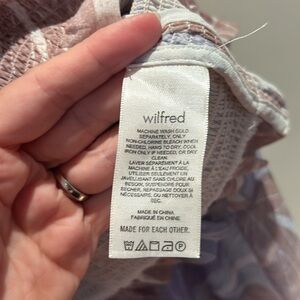 wilfred
MACHINE WASH COLD
SEPARATELY, ONLY
NON-CHLORINE BLEACH WHEN
NEEDED, HANG TO DRY, COOL
IRON ONLY IF NEEDED, OR DRY
CLEAN.
LAVER SÉPARÉMENT À LA
MACHINE À L'EAU FROIDE,
UTILISER SEULEMENT UN
JAVELLISANT SANS CHLORE AU
BESOIN, SUSPENDRE POUR
SÉCHER, REPASSAGE DOUX SI
NÉCESSAIRE, OU NETTOYER À
SEC.
MADE IN CHINA
FABRIQUÉ EN CHINE
MADE FOR EACH OTHER.